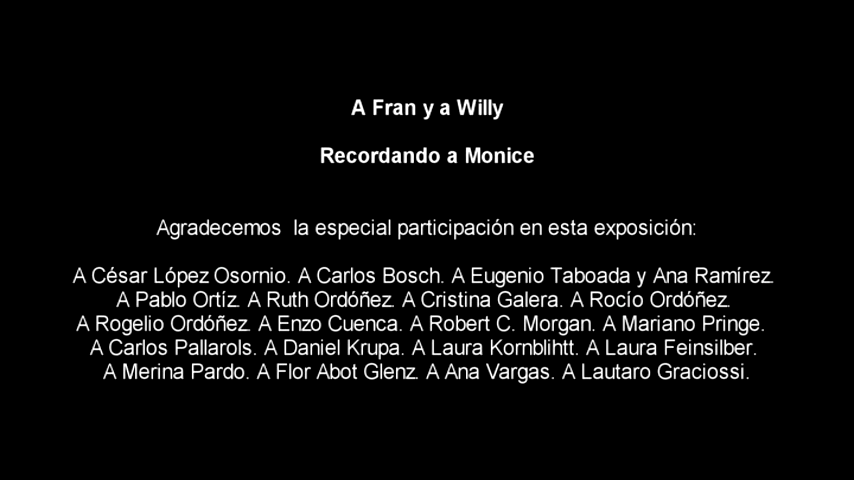 A Fran y a Willy
Recordando a Monice
Agradecemos la especial participación en esta exposición:
A César López Osornio. A Carlos Bosch. A Eugenio Taboada y Ana Ramírez.
A Pablo Ortíz. A Ruth Ordóñez. A Cristina Galera. A Rocío Ordóñez.
A Rogelio Ordóñez. A Enzo Cuenca. A Robert C. Morgan. A Mariano Pringe.
A Carlos Pallarols. A Daniel Krupa. A Laura Kornblihtt. A Laura Feinsilber.
A Merina Pardo. A Flor Abot Glenz. A Ana Vargas. A Lautaro Graciossi.